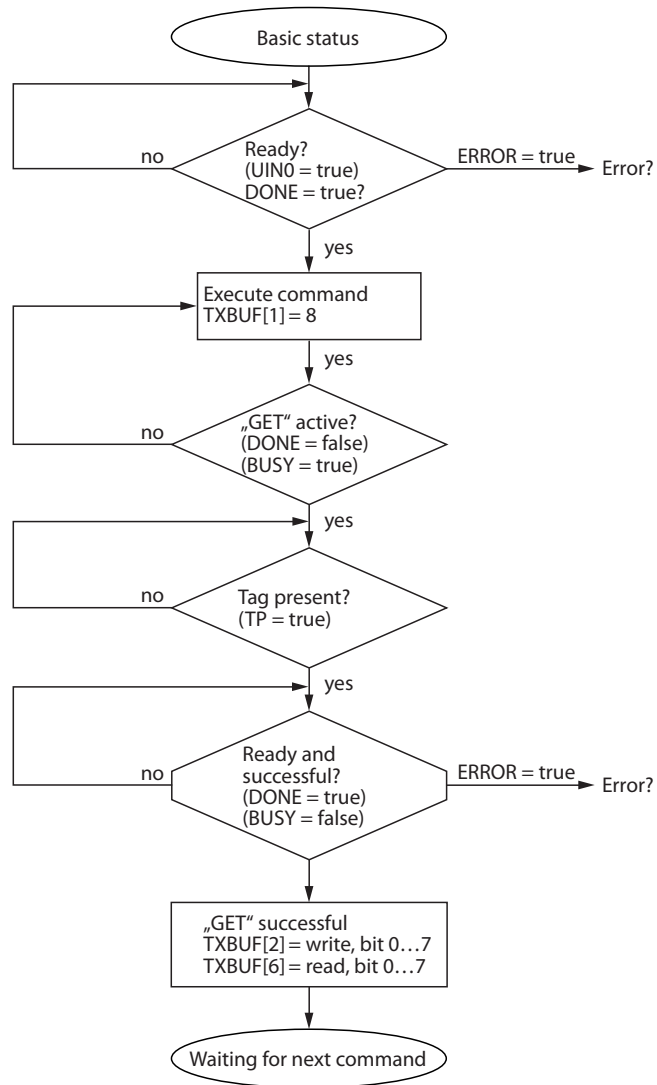 Basic status
no
Ready?
(UIN0 = true)
DONE = true?
ERROR = true
Error?
yes
Execute command
TXBUF[1] = 8
yes
no
„GET“ active?
(DONE = false)
(BUSY = true)
yes
no
Tag present?
(TP = true)
yes
no
Ready and
successful?
(DONE = true)
(BUSY = false)
ERROR = true
Error?
„GET“ successful
TXBUF[2] = write, bit 0…7
TXBUF[6] = read, bit 0…7
Waiting for next command